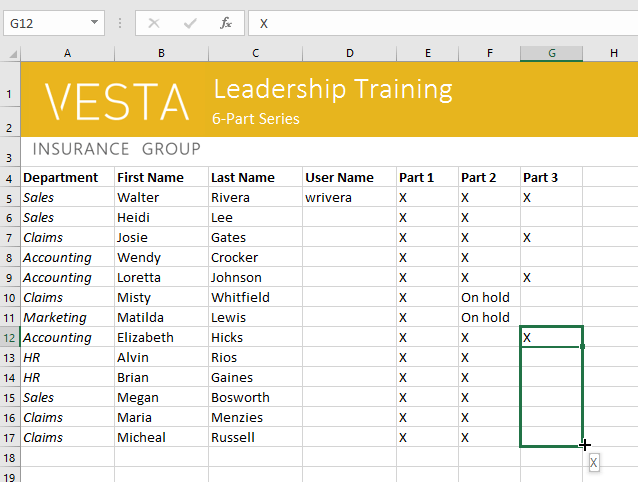 G12 fx X
A B C D E F G H
1 VESTA Leadership Training
2 6-Part Series
3 INSURANCE GROUP
4 Department First Name Last Name User Name Part 1 Part 2 Part 3
5 Sales Walter Rivera wrivera X X X
6 Sales Heidi Lee X X
7 Claims Josie Gates X X X
8 Accounting Wendy Crocker X X
9 Accounting Loretta Johnson X X X
10 Claims Misty Whitfield X On hold
11 Marketing Matilda Lewis X On hold
12 Accounting Elizabeth Hicks X X X
13 HR Alvin Rios X X
14 HR Brian Gaines X X
15 Sales Megan Bosworth X X
16 Claims Maria Menzies X X
17 Claims Micheal Russell X X
18 X
19